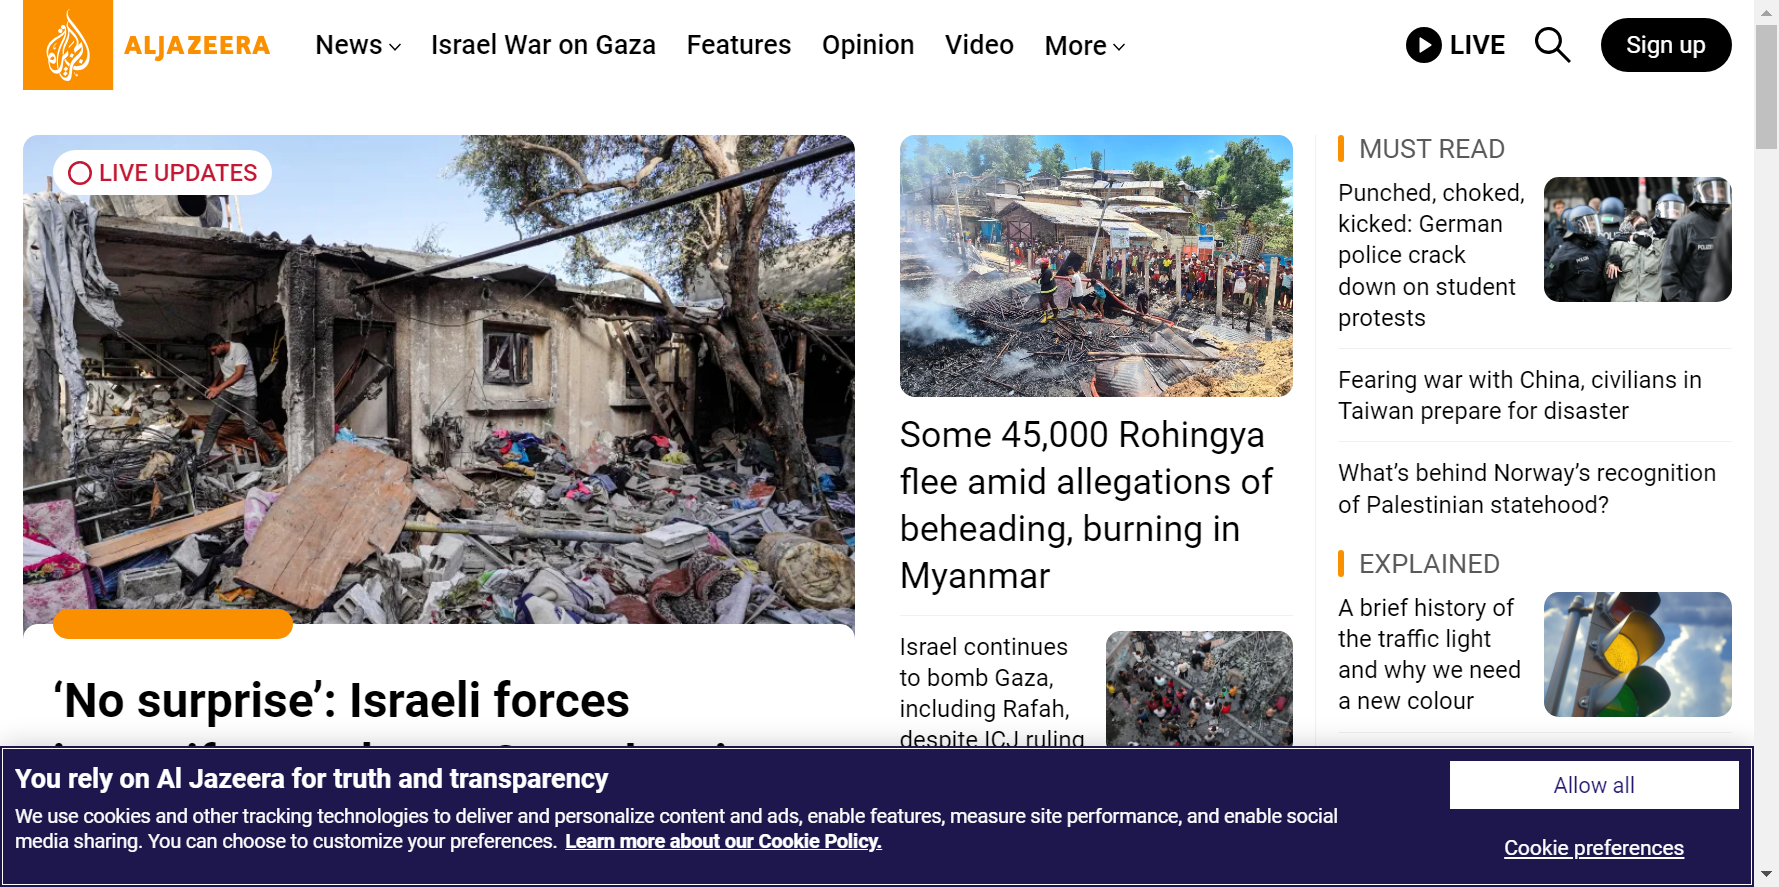 ALJAZEERA
News
Israel War on Gaza
Features
Opinion
Video
More
LIVE
Sign up
LIVE UPDATES
‘No surprise’: Israeli forces
Some 45,000 Rohingya
flee amid allegations of
beheading, burning in
Myanmar
Israel continues
to bomb Gaza,
including Rafah,
despite ICJ ruling
MUST READ
Punched, choked,
kicked: German
police crack
down on student
protests
Fearing war with China, civilians in
Taiwan prepare for disaster
What’s behind Norway’s recognition
of Palestinian statehood?
EXPLAINED
A brief history of
the traffic light
and why we need
a new colour
You rely on Al Jazeera for truth and transparency
We use cookies and other tracking technologies to deliver and personalize content and ads, enable features, measure site performance, and enable social
media sharing. You can choose to customize your preferences. Learn more about our Cookie Policy.
Allow all
Cookie preferences